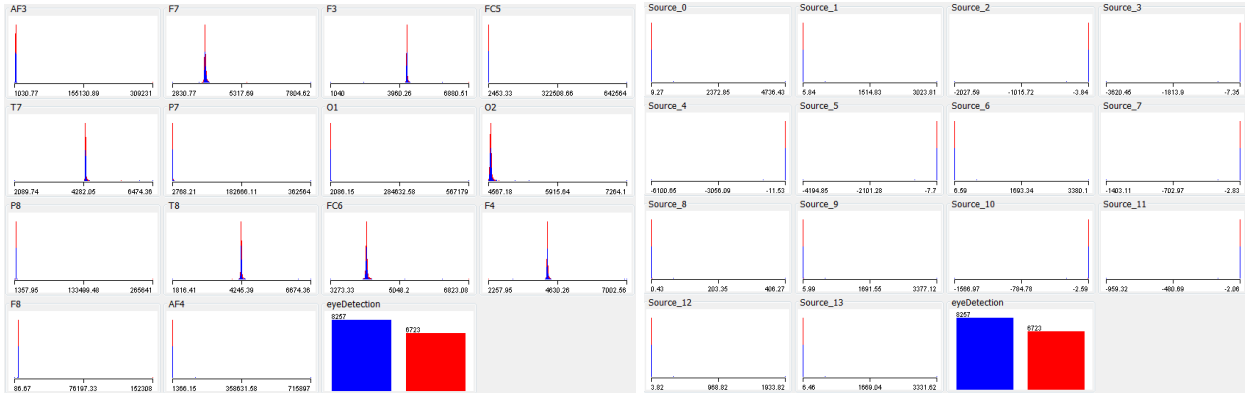 AF3 F7 F3 FC5
1030.77 155130.89 309231 2830.77 5317.69 7804.62 1040 3960.26 6880.51 2453.33 322508.66 642564
T7 P7 O1 O2
2089.74 4282.05 6474.36 2768.21 182666.11 362564 2086.15 284632.58 567179 4567.18 5915.64 7264.1
P8 T8 FC6 F4
1357.95 133499.48 265641 1816.41 4245.39 6674.36 3273.33 5048.2 6823.08 2257.95 4630.26 7002.56
F8 AF4 eyeDetection
8257
6723
86.67 76197.33 152308 1366.15 358631.58 715897
Source_0 Source_1 Source_2 Source_3
9.27 2372.85 4736.43 5.84 1514.83 3023.81 -2027.59 -1015.72 -3.84 -3620.46 -1813.9 -7.35
Source_4 Source_5 Source_6 Source_7
-6100.65 -3056.09 -11.53 -4194.85 -2101.28 -7.7 6.59 1693.34 3380.1 -1403.11 -702.97 -2.83
Source_8 Source_9 Source_10 Source_11
0.43 203.35 406.27 5.99 1691.55 3377.12 -1586.97 -794.78 -2.59 -959.32 -480.69 -2.06
Source_12 Source_13 eyeDetection
8257
6723
3.82 968.82 1933.82 6.46 1669.04 3331.62